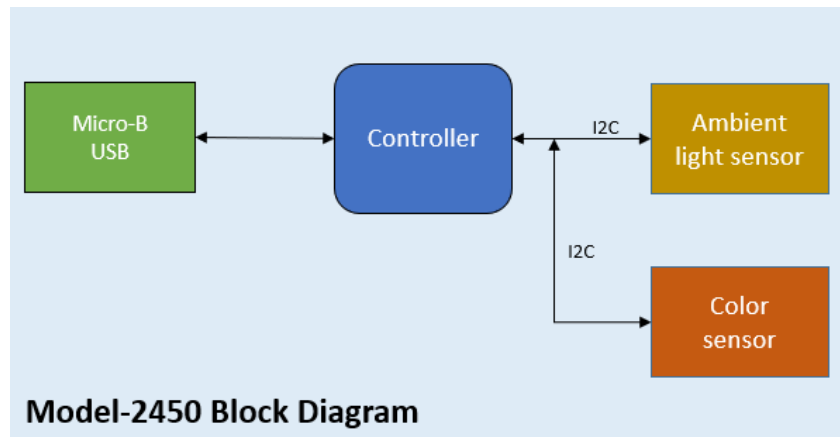 Micro-B
USB
Controller
I2C
Ambient
light sensor
I2C
Color
sensor
Model-2450 Block Diagram